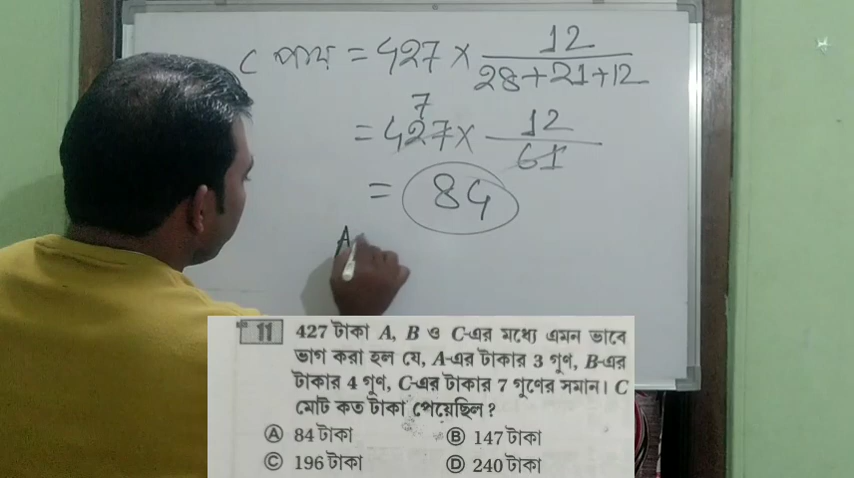 C পায় = 427 × 12 / 28+21+12
7
= 427 × 12 / 61
= 84
A
11 427 টাকা A, B ও C-এর মধ্যে এমন ভাবে
ভাগ করা হল যে, A-এর টাকার 3 গুণ, B-এর
টাকার 4 গুণ, C-এর টাকার 7 গুণের সমান। C
মোট কত টাকা পেয়েছিল?
Ⓐ 84 টাকা Ⓑ 147 টাকা
Ⓒ 196 টাকা Ⓓ 240 টাকা